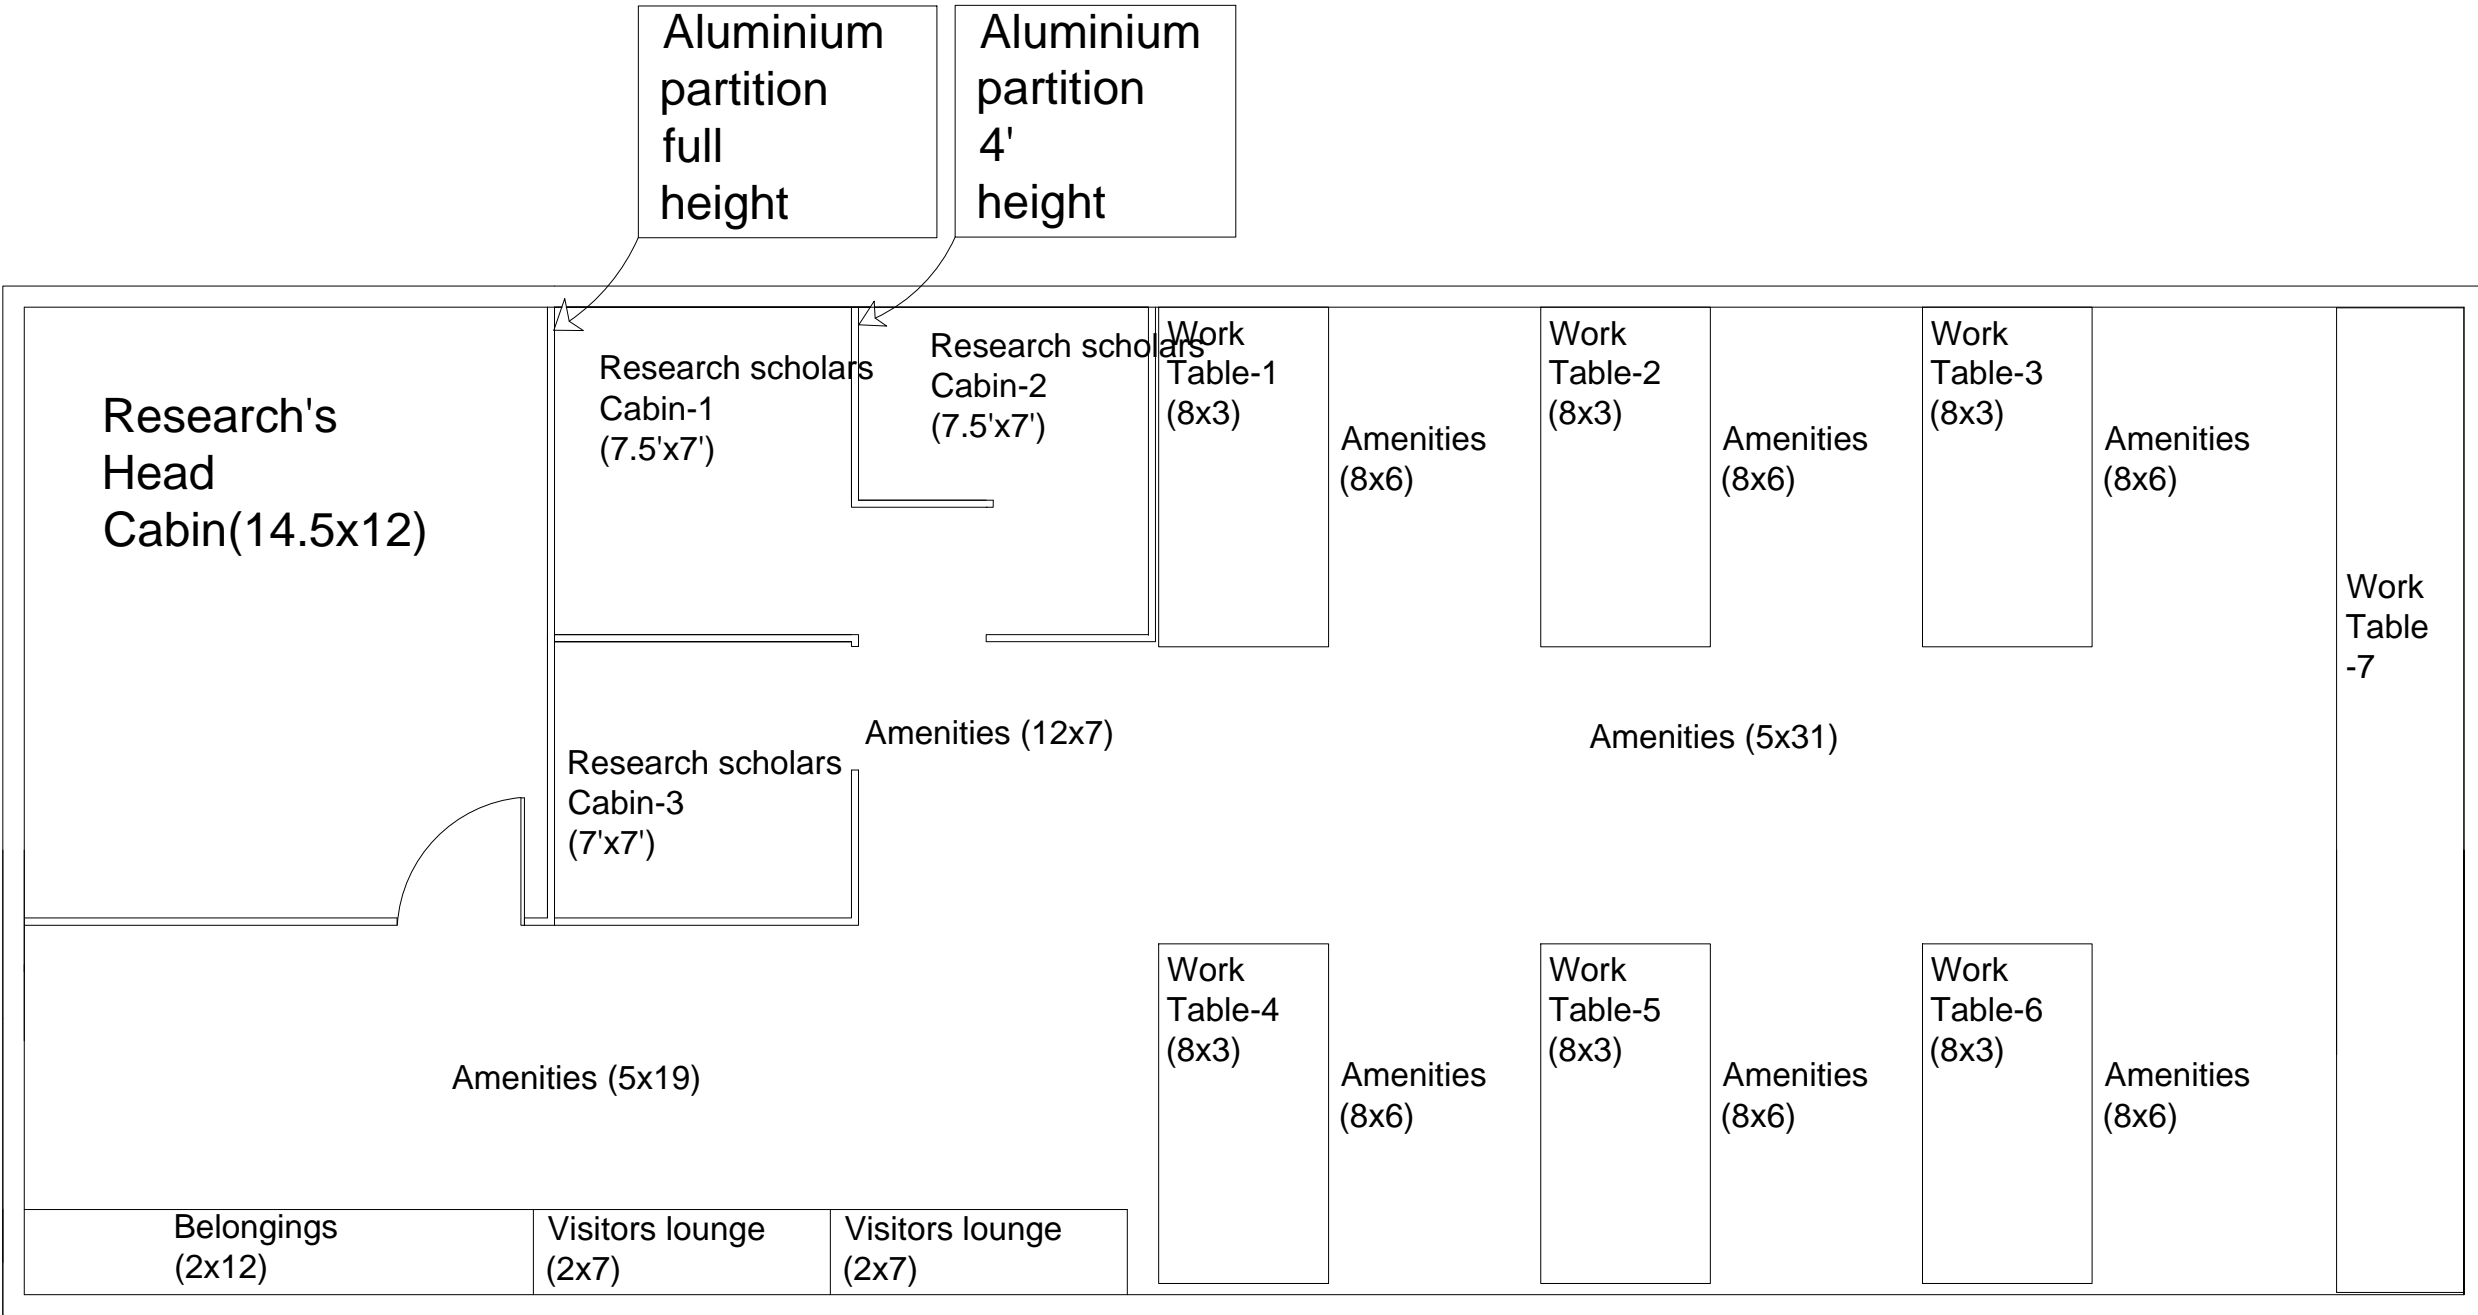 Aluminium
partition
full
height
Aluminium
partition
4'
height
Research's
Head
Cabin(14.5x12)
Research scholars
Cabin-1
(7.5'x7')
Research scholars
Cabin-2
(7.5'x7')
Work
Table-1
(8x3)
Amenities
(8x6)
Work
Table-2
(8x3)
Amenities
(8x6)
Work
Table-3
(8x3)
Amenities
(8x6)
Work
Table
-7
Research scholars
Cabin-3
(7'x7')
Amenities (12x7)
Amenities (5x31)
Amenities (5x19)
Work
Table-4
(8x3)
Amenities
(8x6)
Work
Table-5
(8x3)
Amenities
(8x6)
Work
Table-6
(8x3)
Amenities
(8x6)
Belongings
(2x12)
Visitors lounge
(2x7)
Visitors lounge
(2x7)